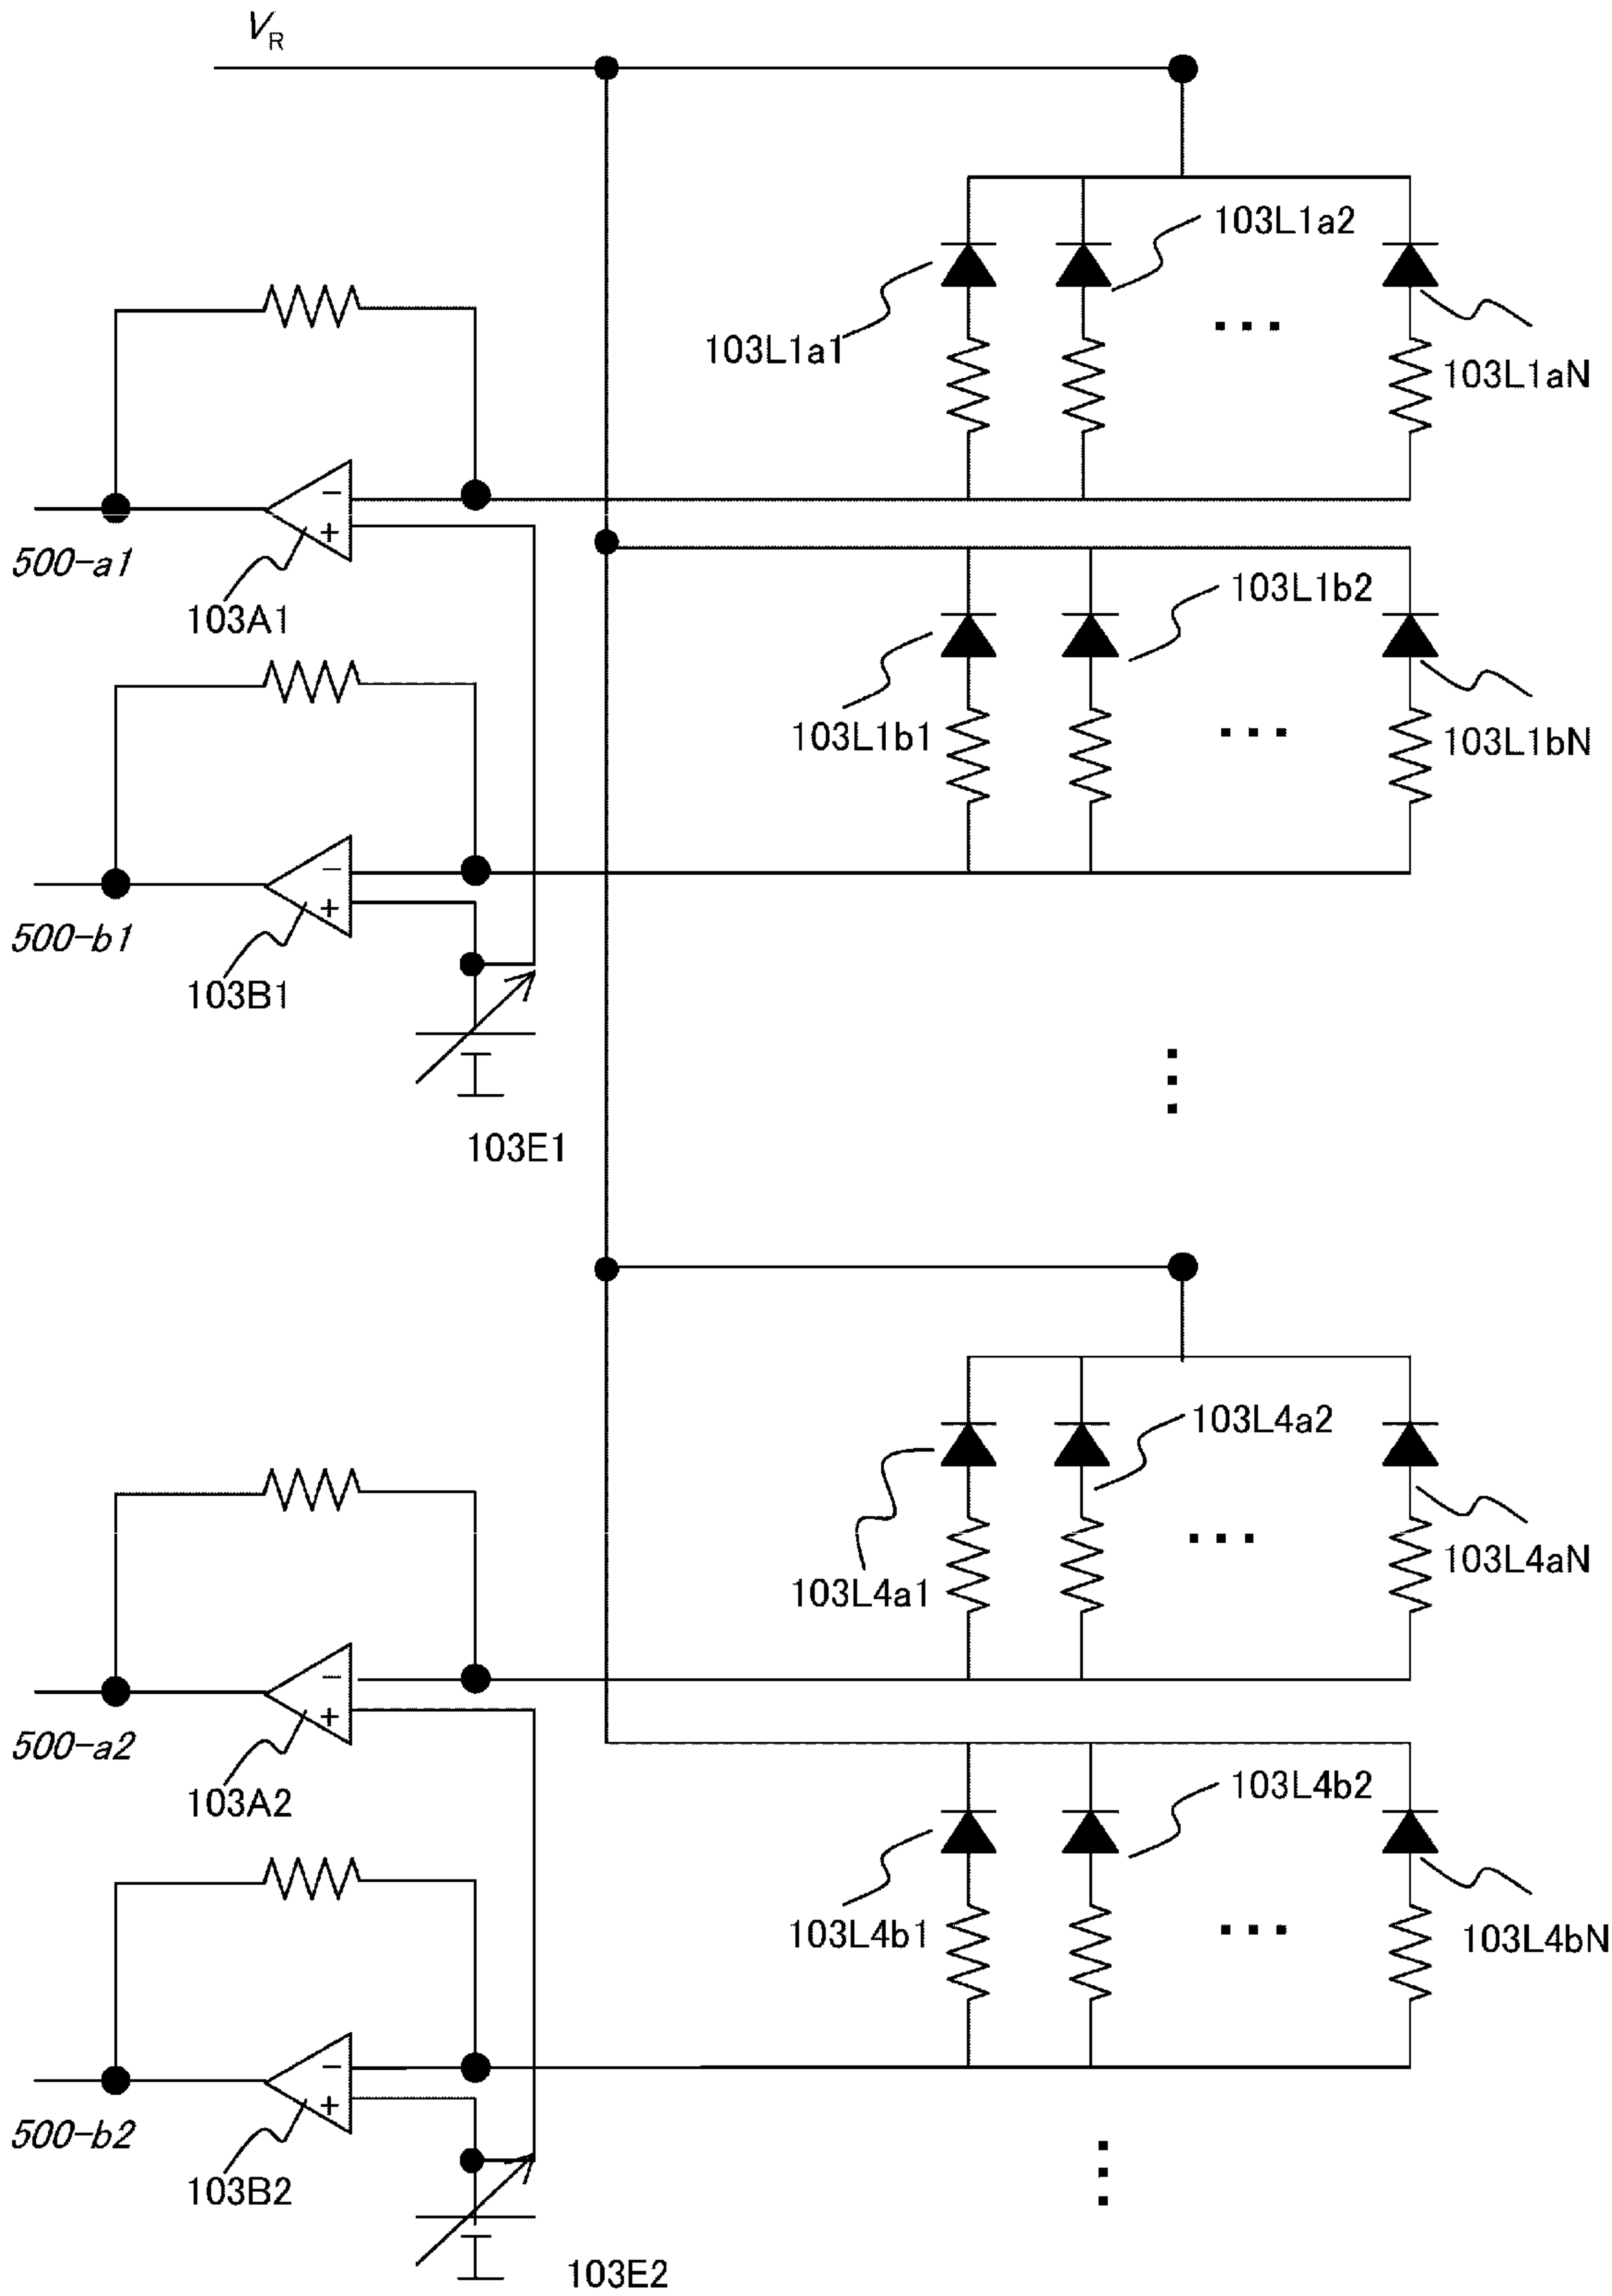 VR
103L1a2
103L1a1
103L1aN
−
+
500-a1
103A1
103L1b2
103L1b1
103L1bN
−
+
500-b1
103B1
103E1
103L4a2
103L4aN
103L4a1
−
+
500-a2
103A2
103L4b2
103L4b1
103L4bN
−
+
500-b2
103B2
103E2